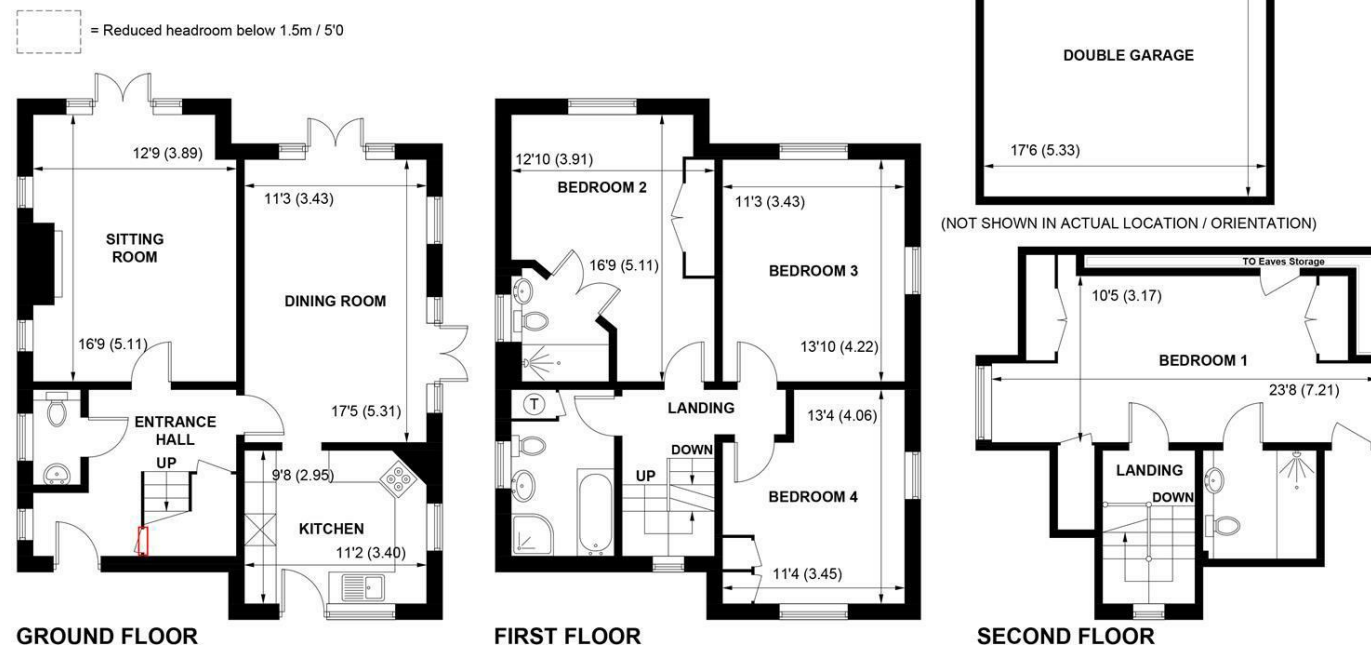 = Reduced headroom below 1.5m / 5'0
DOUBLE GARAGE
17'6 (5.33)
(NOT SHOWN IN ACTUAL LOCATION / ORIENTATION)
12'9 (3.89)
SITTING
ROOM
16'9 (5.11)
11'3 (3.43)
DINING ROOM
17'5 (5.31)
ENTRANCE
HALL
UP
9'8 (2.95)
KITCHEN
11'2 (3.40)
GROUND FLOOR
12'10 (3.91)
BEDROOM 2
16'9 (5.11)
11'3 (3.43)
BEDROOM 3
13'10 (4.22)
T
LANDING
DOWN
UP
13'4 (4.06)
BEDROOM 4
11'4 (3.45)
FIRST FLOOR
TO Eaves Storage
10'5 (3.17)
BEDROOM 1
23'8 (7.21)
LANDING
DOWN
SECOND FLOOR